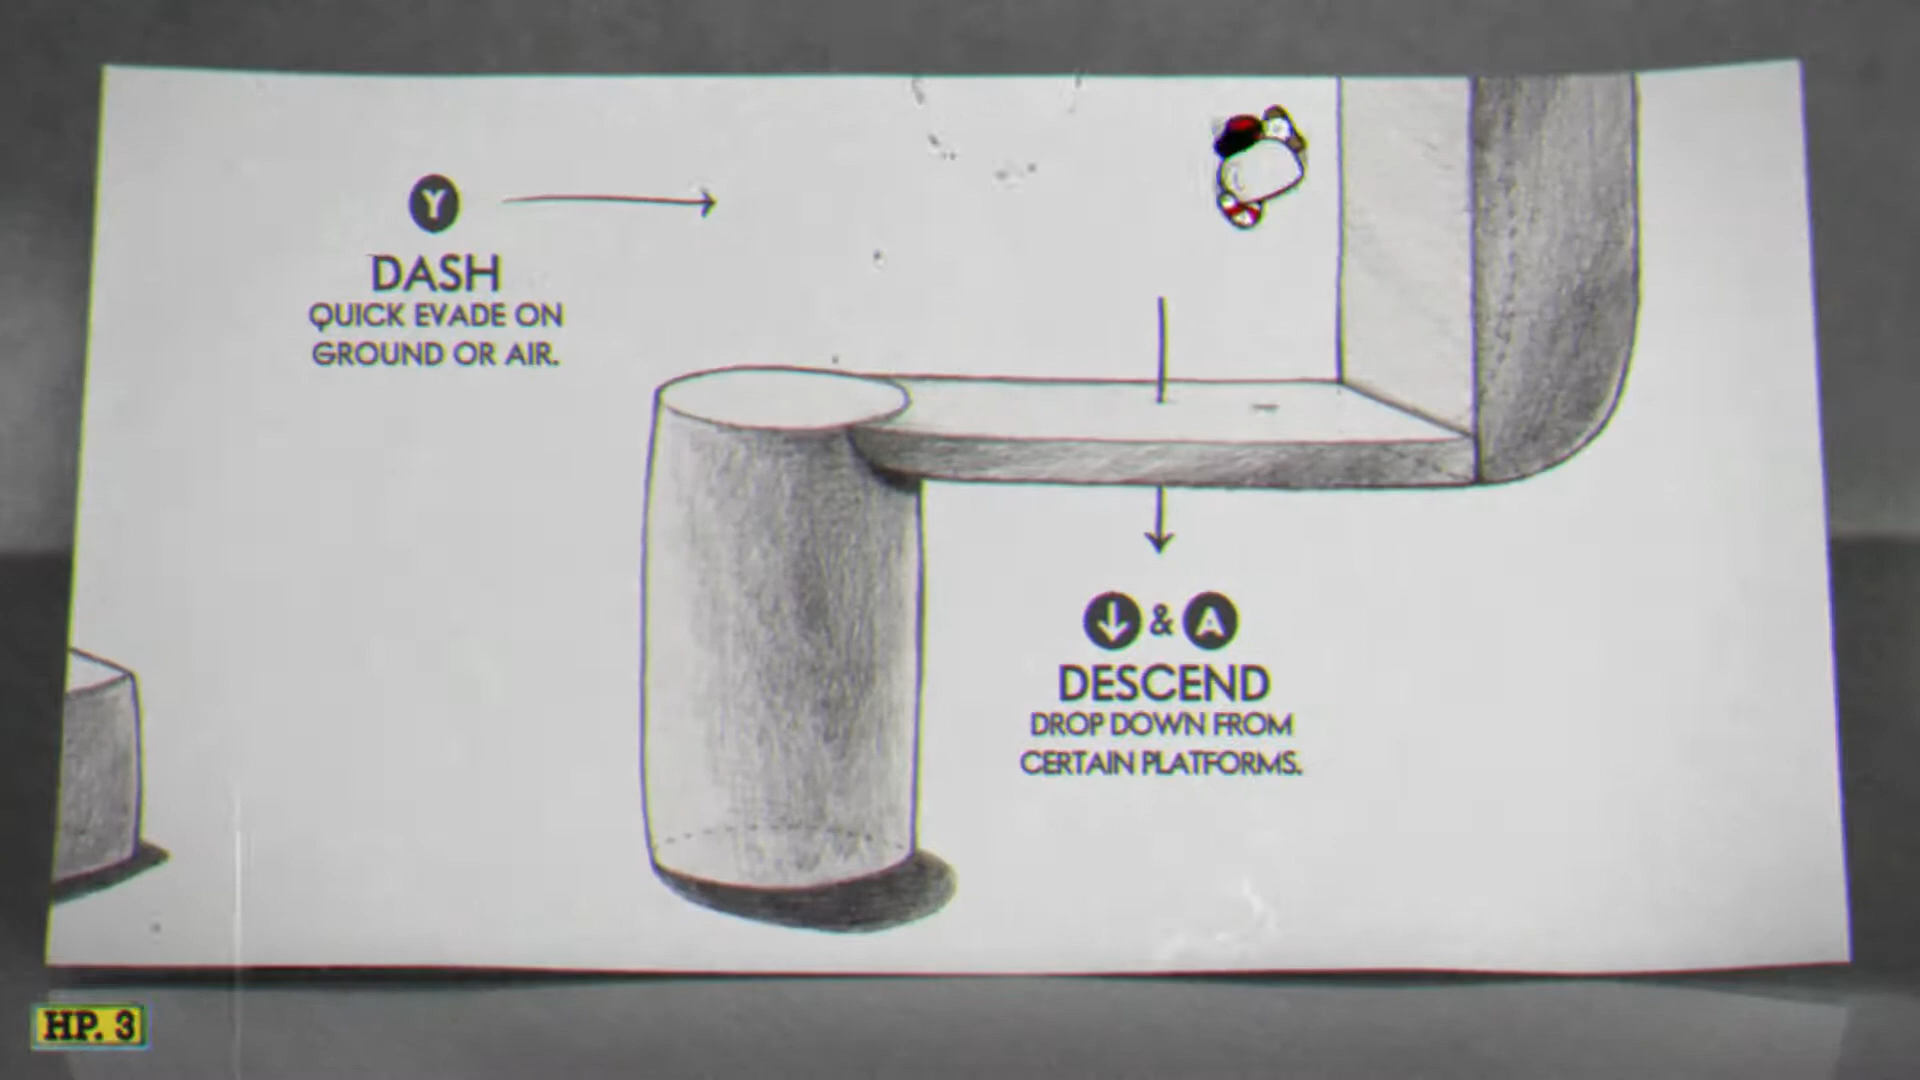 Y
DASH
QUICK EVADE ON
GROUND OR AIR.
& A
DESCEND
DROP DOWN FROM
CERTAIN PLATFORMS.
HP. 3